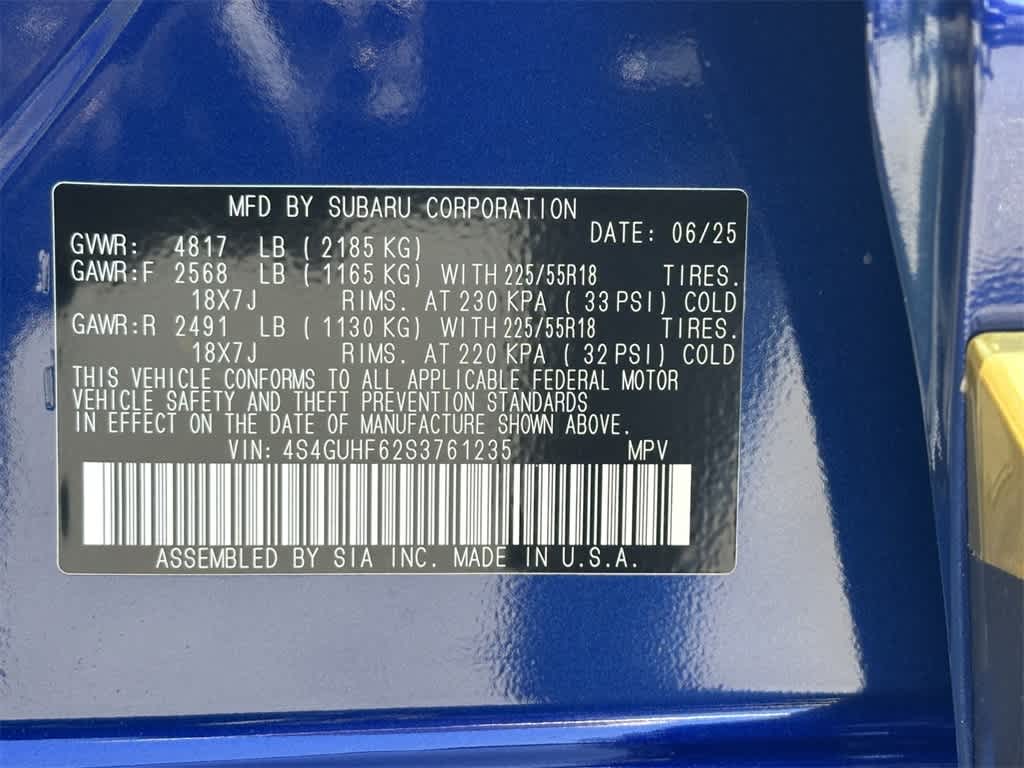 MFD BY SUBARU CORPORATION
DATE: 06/25
GVWR: 4817 LB ( 2185 KG)
GAWR:F 2568 LB ( 1165 KG) WITH 225/55R18 TIRES.
18X7J RIMS. AT 230 KPA ( 33 PSI) COLD
GAWR:R 2491 LB ( 1130 KG) WITH 225/55R18 TIRES.
18X7J RIMS. AT 220 KPA ( 32 PSI) COLD
THIS VEHICLE CONFORMS TO ALL APPLICABLE FEDERAL MOTOR
VEHICLE SAFETY AND THEFT PREVENTION STANDARDS
IN EFFECT ON THE DATE OF MANUFACTURE SHOWN ABOVE.
VIN: 4S4GUHF62S3761235 MPV
ASSEMBLED BY SIA INC. MADE IN U.S.A.